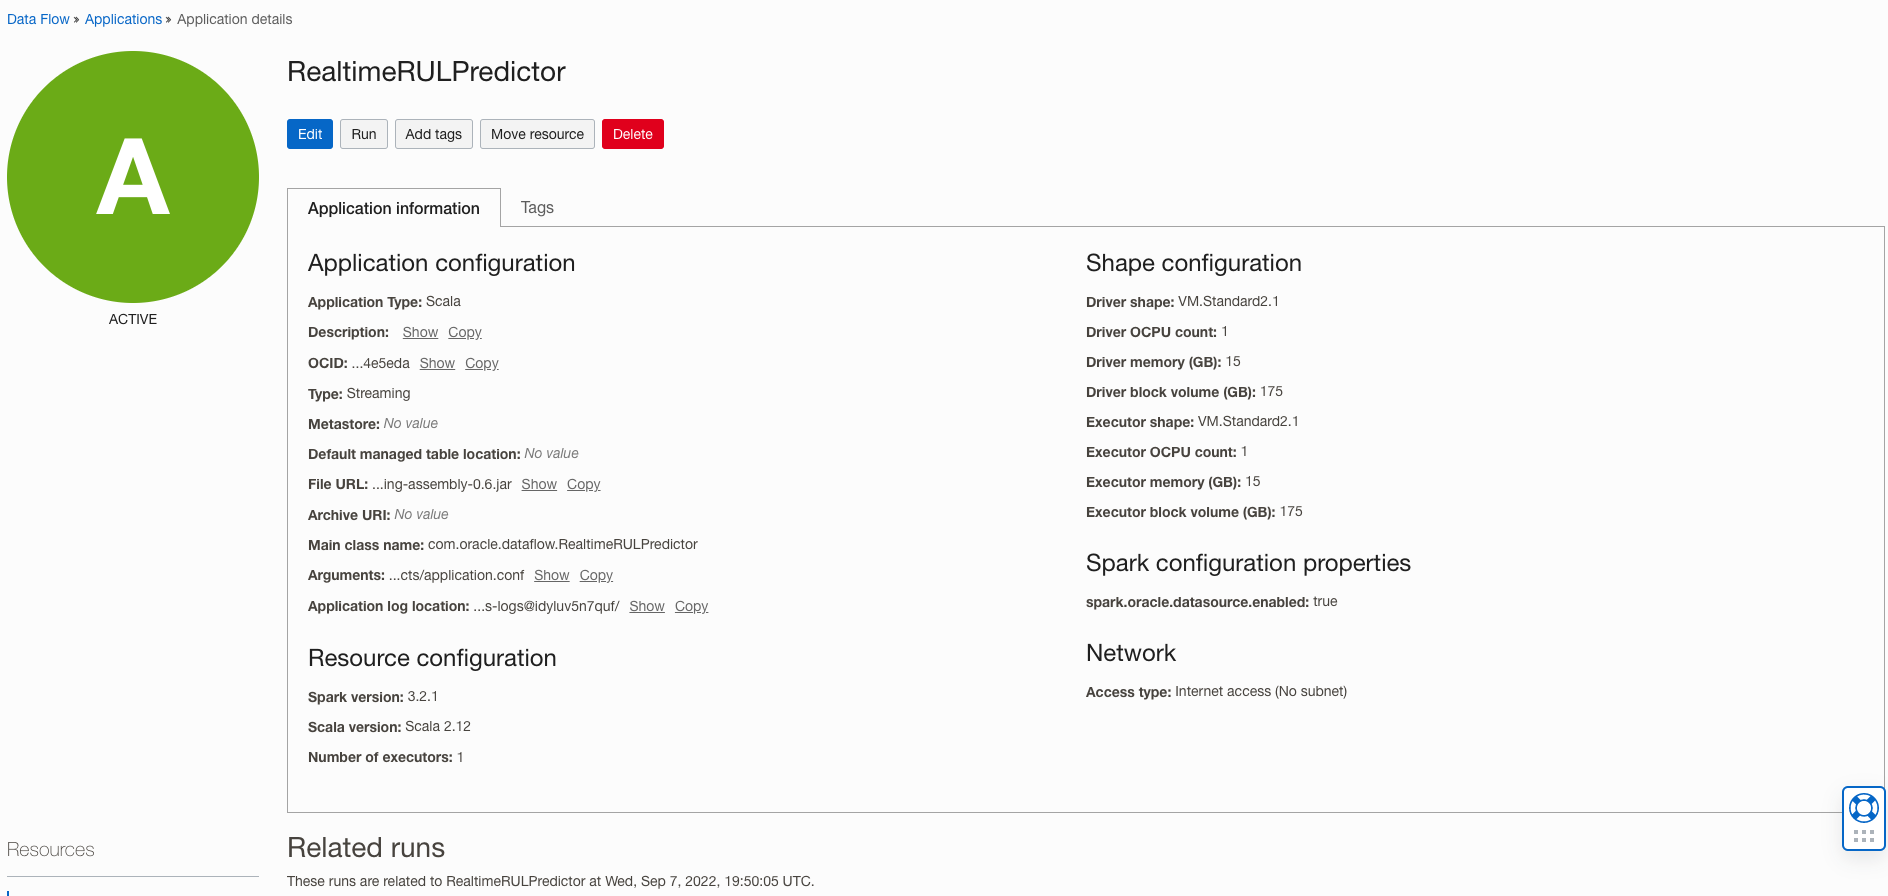 Data Flow » Applications » Application details
A
ACTIVE
RealtimeRULPredictor
Edit Run Add tags Move resource Delete
Application information Tags
Application configuration
Application Type: Scala
Description: Show Copy
OCID: ...4e5eda Show Copy
Type: Streaming
Metastore: No value
Default managed table location: No value
File URL: ...ing-assembly-0.6.jar Show Copy
Archive URI: No value
Main class name: com.oracle.dataflow.RealtimeRULPredictor
Arguments: ...cts/application.conf Show Copy
Application log location: ...s-logs@idyluv5n7quf/ Show Copy
Resource configuration
Spark version: 3.2.1
Scala version: Scala 2.12
Number of executors: 1
Shape configuration
Driver shape: VM.Standard2.1
Driver OCPU count: 1
Driver memory (GB): 15
Driver block volume (GB): 175
Executor shape: VM.Standard2.1
Executor OCPU count: 1
Executor memory (GB): 15
Executor block volume (GB): 175
Spark configuration properties
spark.oracle.datasource.enabled: true
Network
Access type: Internet access (No subnet)
Resources
Related runs
These runs are related to RealtimeRULPredictor at Wed, Sep 7, 2022, 19:50:05 UTC.